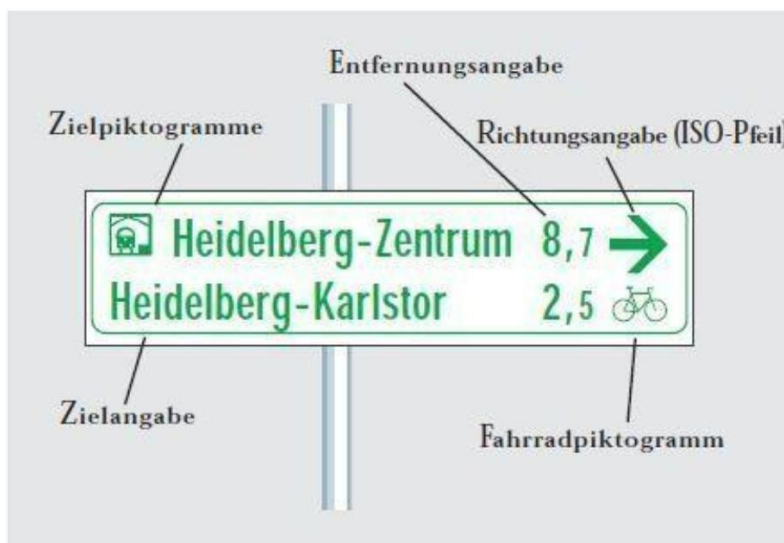 Entfernungsangabe
Zielpiktogramme
Richtungsangabe (ISO-Pfeil)
Heidelberg-Zentrum 8,7
Heidelberg-Karlstor 2,5
Zielangabe
Fahrradpiktogramm